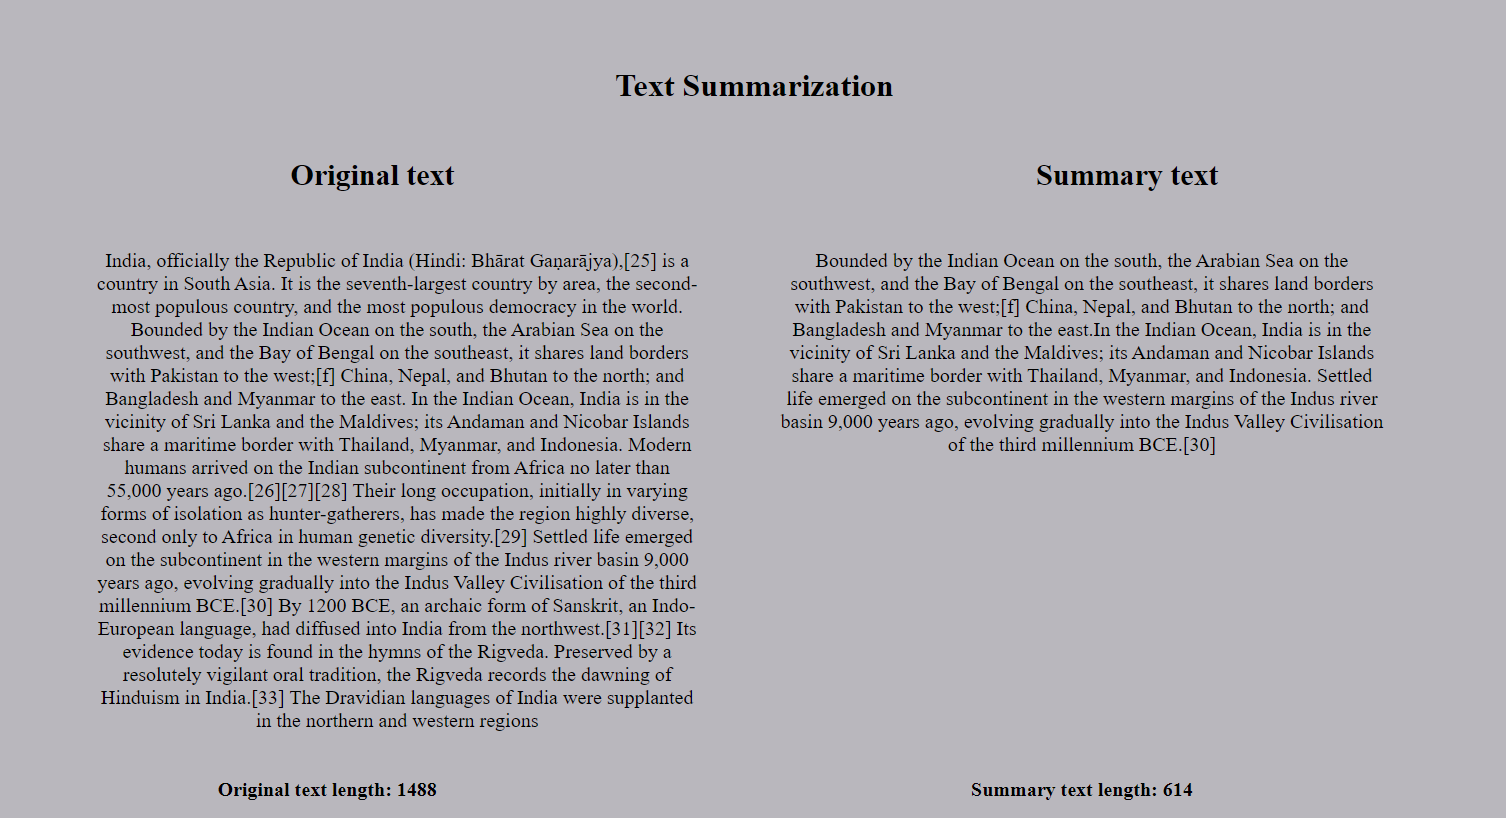 Text Summarization
Original text
India, officially the Republic of India (Hindi: Bhārat Gaṇarājya),[25] is a
country in South Asia. It is the seventh-largest country by area, the second-
most populous country, and the most populous democracy in the world.
Bounded by the Indian Ocean on the south, the Arabian Sea on the
southwest, and the Bay of Bengal on the southeast, it shares land borders
with Pakistan to the west;[f] China, Nepal, and Bhutan to the north; and
Bangladesh and Myanmar to the east. In the Indian Ocean, India is in the
vicinity of Sri Lanka and the Maldives; its Andaman and Nicobar Islands
share a maritime border with Thailand, Myanmar, and Indonesia. Modern
humans arrived on the Indian subcontinent from Africa no later than
55,000 years ago.[26][27][28] Their long occupation, initially in varying
forms of isolation as hunter-gatherers, has made the region highly diverse,
second only to Africa in human genetic diversity.[29] Settled life emerged
on the subcontinent in the western margins of the Indus river basin 9,000
years ago, evolving gradually into the Indus Valley Civilisation of the third
millennium BCE.[30] By 1200 BCE, an archaic form of Sanskrit, an Indo-
European language, had diffused into India from the northwest.[31][32] Its
evidence today is found in the hymns of the Rigveda. Preserved by a
resolutely vigilant oral tradition, the Rigveda records the dawning of
Hinduism in India.[33] The Dravidian languages of India were supplanted
in the northern and western regions
Original text length: 1488
Summary text
Bounded by the Indian Ocean on the south, the Arabian Sea on the
southwest, and the Bay of Bengal on the southeast, it shares land borders
with Pakistan to the west;[f] China, Nepal, and Bhutan to the north; and
Bangladesh and Myanmar to the east.In the Indian Ocean, India is in the
vicinity of Sri Lanka and the Maldives; its Andaman and Nicobar Islands
share a maritime border with Thailand, Myanmar, and Indonesia. Settled
life emerged on the subcontinent in the western margins of the Indus river
basin 9,000 years ago, evolving gradually into the Indus Valley Civilisation
of the third millennium BCE.[30]
Summary text length: 614